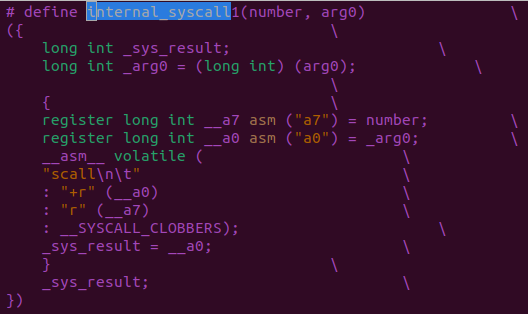 # define internal_syscall1(number, arg0) \
({ \
long int _sys_result; \
long int _arg0 = (long int) (arg0); \
\
{ \
register long int __a7 asm ("a7") = number; \
register long int __a0 asm ("a0") = _arg0; \
__asm__ volatile ( \
"scall\n\t" \
: "+r" (__a0) \
: "r" (__a7) \
: __SYSCALL_CLOBBERS); \
_sys_result = __a0; \
} \
_sys_result; \
})